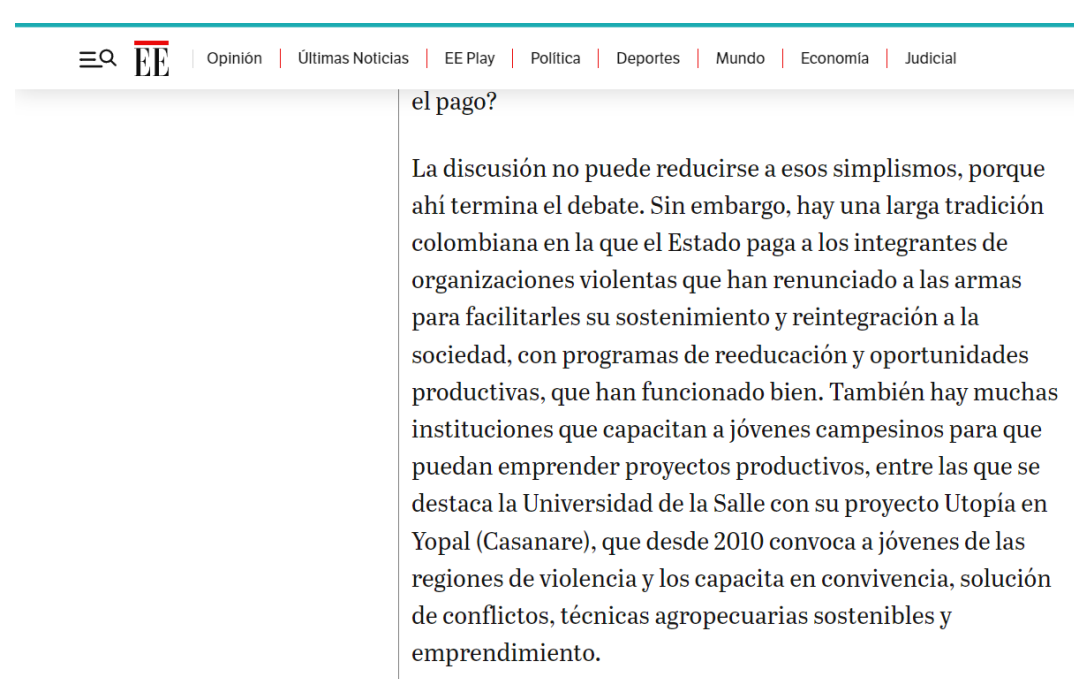 EE Opinión Últimas Noticias EE Play Política Deportes Mundo Economía Judicial
el pago?
La discusión no puede reducirse a esos simplismos, porque
ahí termina el debate. Sin embargo, hay una larga tradición
colombiana en la que el Estado paga a los integrantes de
organizaciones violentas que han renunciado a las armas
para facilitarles su sostenimiento y reintegración a la
sociedad, con programas de reeducación y oportunidades
productivas, que han funcionado bien. También hay muchas
instituciones que capacitan a jóvenes campesinos para que
puedan emprender proyectos productivos, entre las que se
destaca la Universidad de la Salle con su proyecto Utopía en
Yopal (Casanare), que desde 2010 convoca a jóvenes de las
regiones de violencia y los capacita en convivencia, solución
de conflictos, técnicas agropecuarias sostenibles y
emprendimiento.